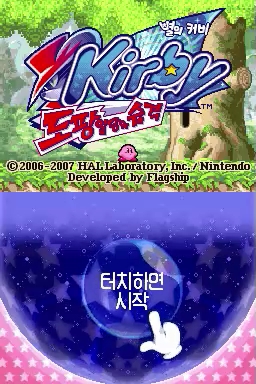 별의 커비
Kirby
TM
도팡일당의 습격
© 2006-2007 HAL Laboratory, Inc. / Nintendo
Developed by Flagship
터치하면
시작